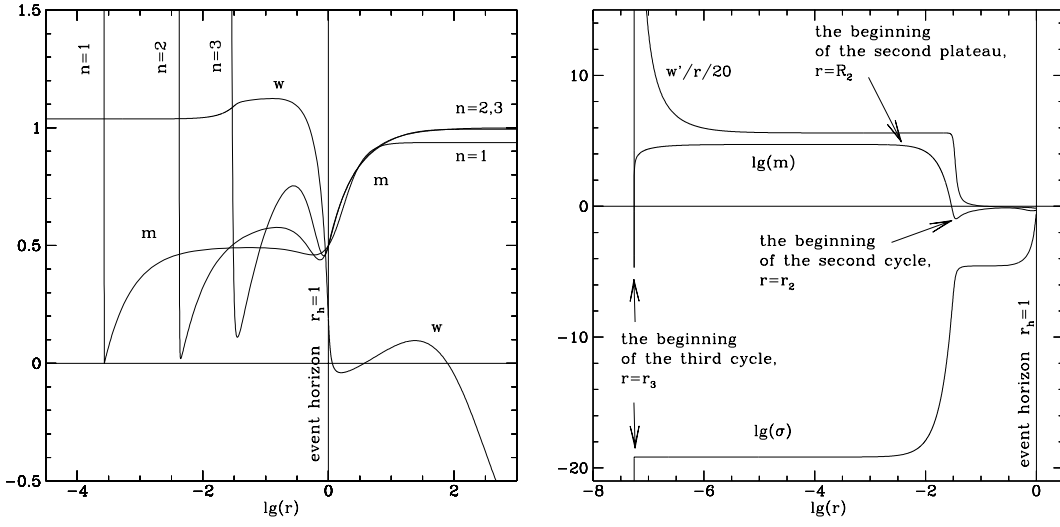 1.5
1
0.5
0
−0.5
−4
−2
0
2
lg(r)
n=1
n=2
n=3
w
n=2,3
n=1
m
m
w
event horizon r_h=1
10
0
−10
−20
−8
−6
−4
−2
0
lg(r)
the beginning
of the second plateau,
r=R₂
w'/r/20
lg(m)
the beginning
of the second cycle,
r=r₂
the beginning
of the third cycle,
r=r₃
lg(σ)
event horizon r_h=1